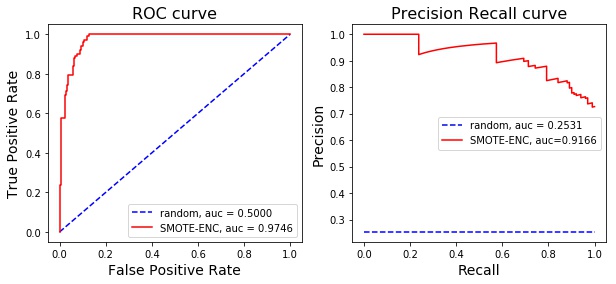 ROC curve
True Positive Rate
1.0
0.8
0.6
0.4
0.2
0.0
random, auc = 0.5000
SMOTE-ENC, auc = 0.9746
0.0 0.2 0.4 0.6 0.8 1.0
False Positive Rate
Precision Recall curve
Precision
1.0
0.9
0.8
0.7
0.6
0.5
0.4
0.3
random, auc = 0.2531
SMOTE-ENC, auc=0.9166
0.0 0.2 0.4 0.6 0.8 1.0
Recall